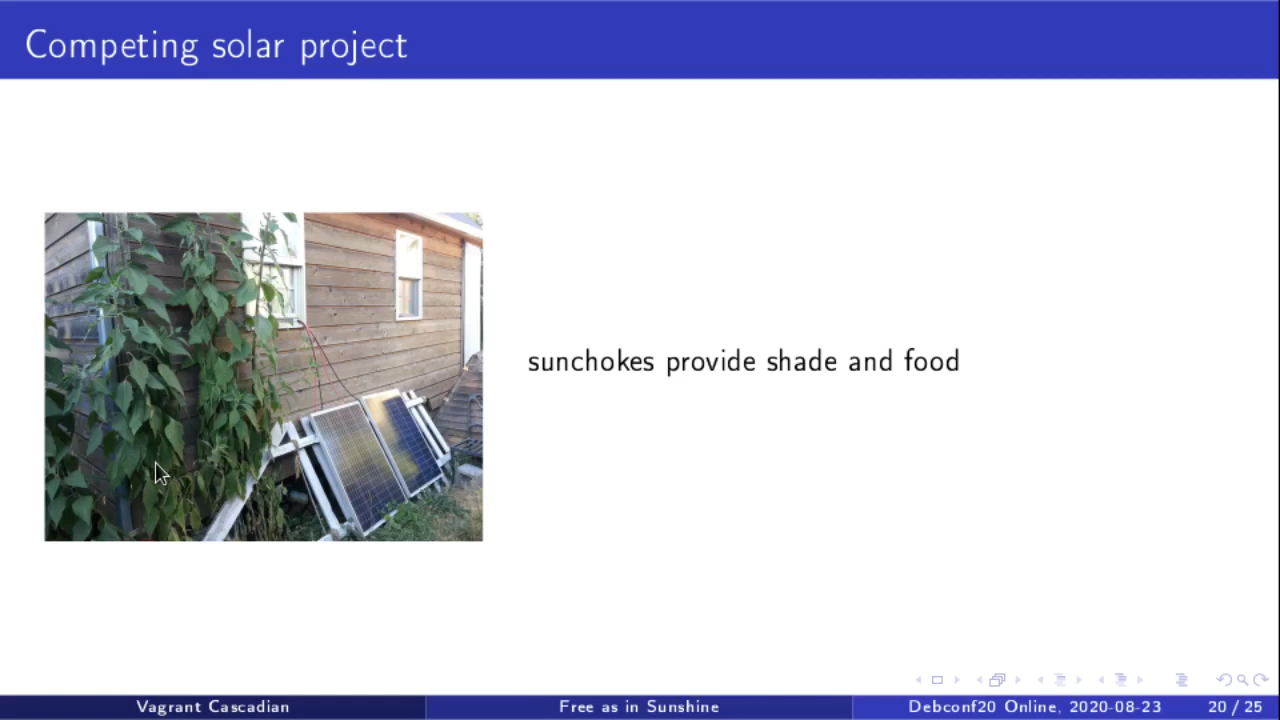 Competing solar project
sunchokes provide shade and food
Vagrant Cascadian
Free as in Sunshine
Debconf20 Online, 2020-08-23
20 / 25